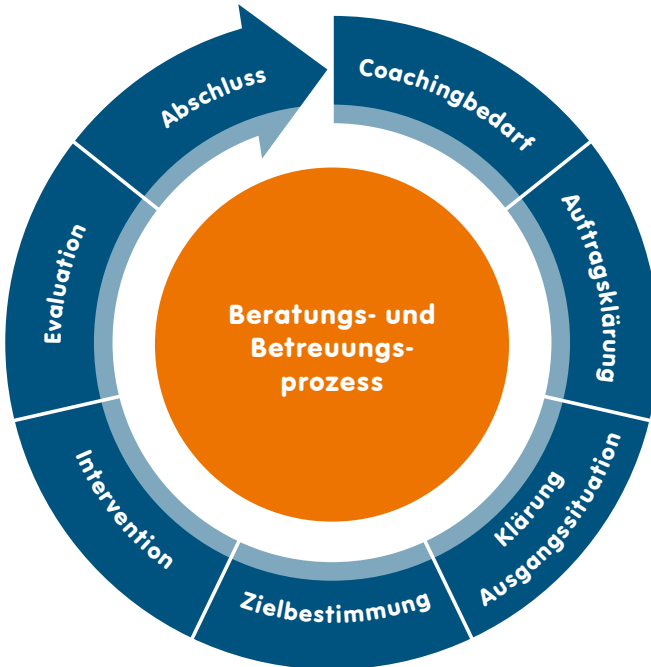 Coachingbedarf
Auftragsklärung
Klärung
Ausgangssituation
Zielbestimmung
Intervention
Evaluation
Abschluss
Beratungs- und
Betreuungs-
prozess